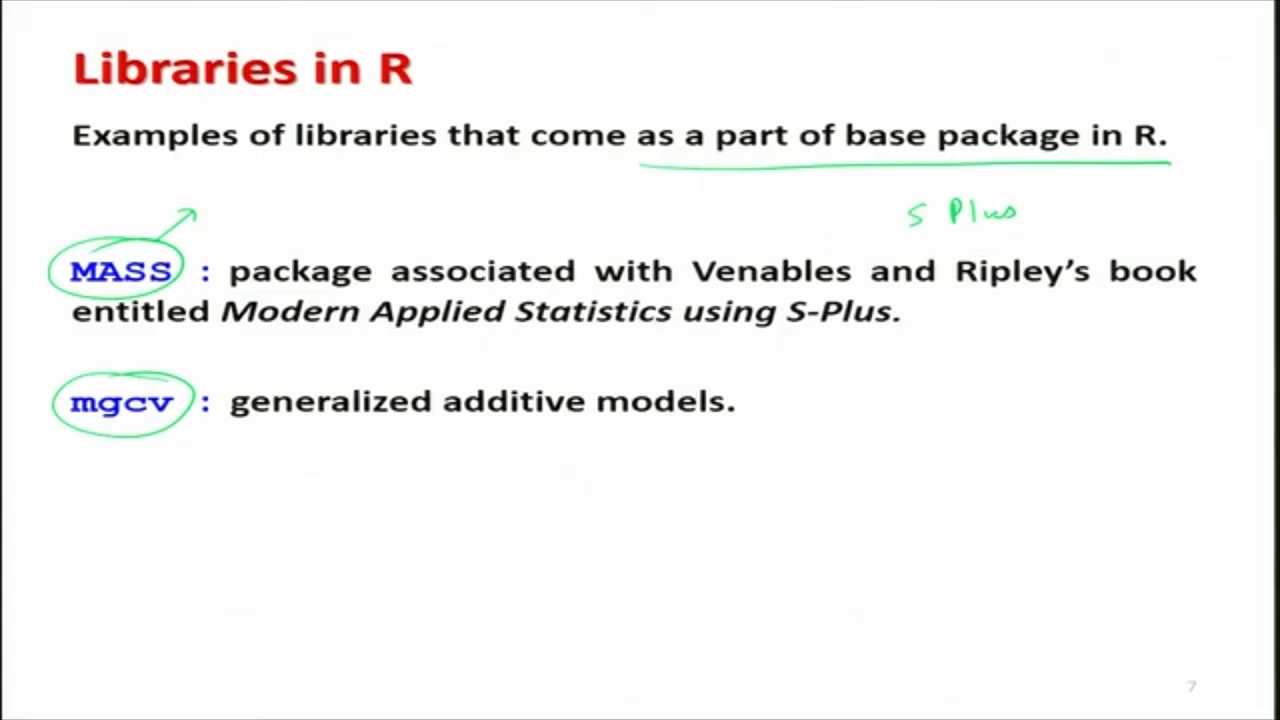 Libraries in R
Examples of libraries that come as a part of base package in R.
S Plus
MASS : package associated with Venables and Ripley's book
entitled Modern Applied Statistics using S-Plus.
mgcv : generalized additive models.
7